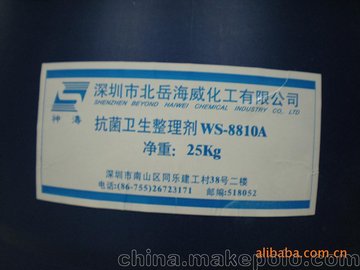 深圳市北岳海威化工有限公司
SHENZHEN BEYOND HAIWEI CHEMICAL INDUSTRY CO., LTD.
神涛
抗菌卫生整理剂 WS-8810A
净重：25Kg
深圳市南山区同乐建工村38号二楼
电话:(86-755)26723171 邮编:518052
alibaba.com.cn
china.makepolo.com